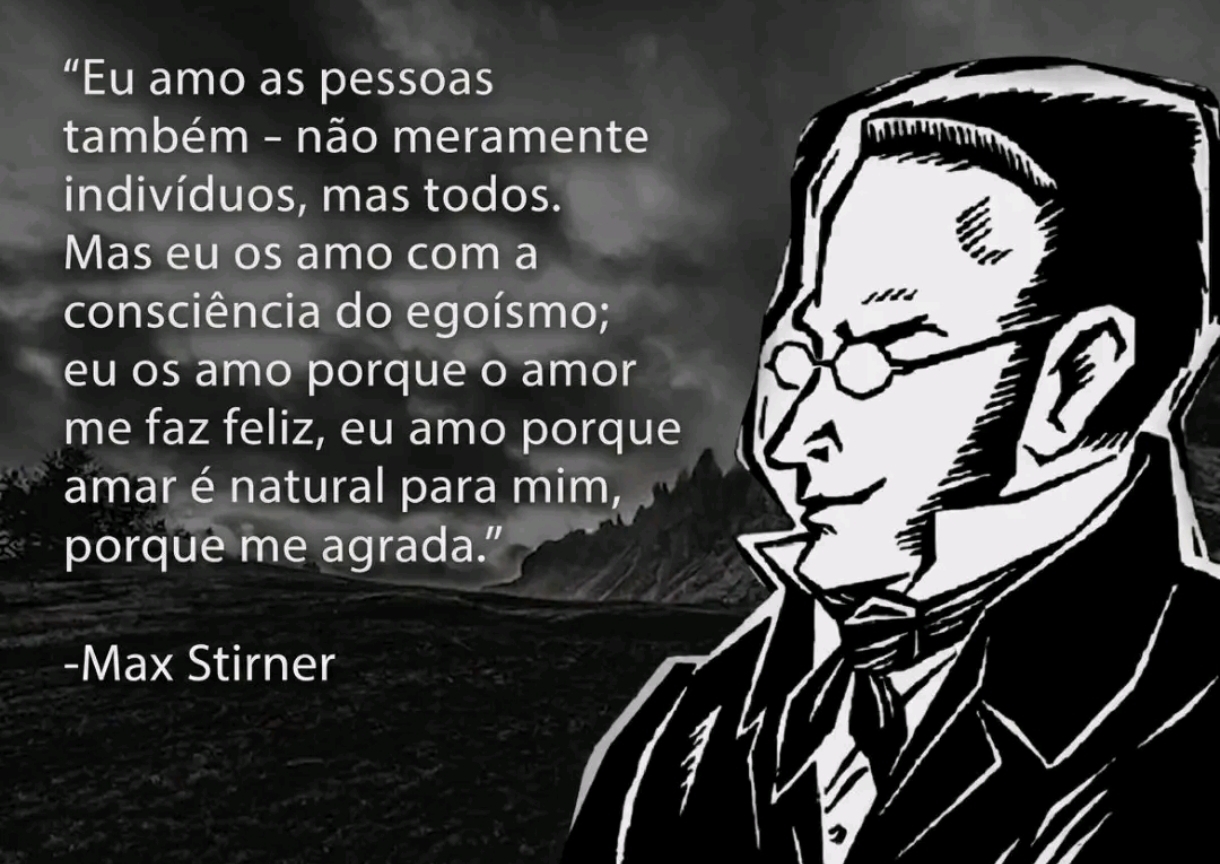 “Eu amo as pessoas
também - não meramente
indivíduos, mas todos.
Mas eu os amo com a
consciência do egoísmo;
eu os amo porque o amor
me faz feliz, eu amo porque
amar é natural para mim,
porque me agrada.”
-Max Stirner